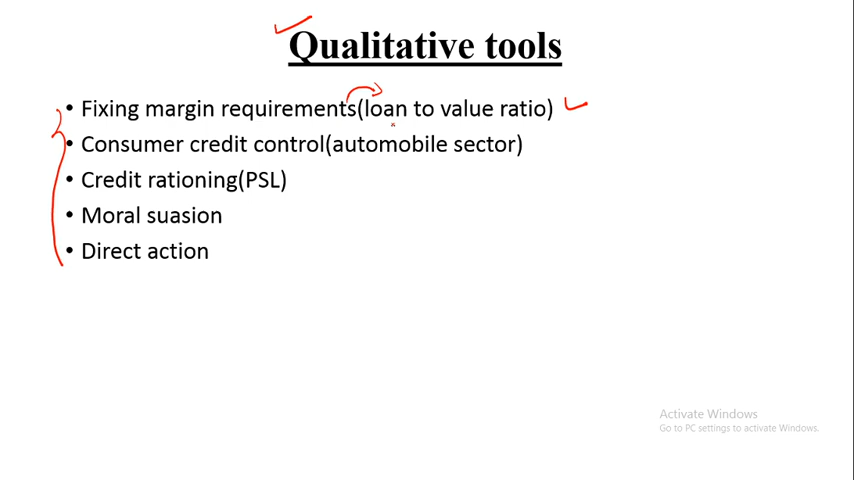 Qualitative tools
• Fixing margin requirements(loan to value ratio)
• Consumer credit control(automobile sector)
• Credit rationing(PSL)
• Moral suasion
• Direct action
Activate Windows
Go to PC settings to activate Windows.